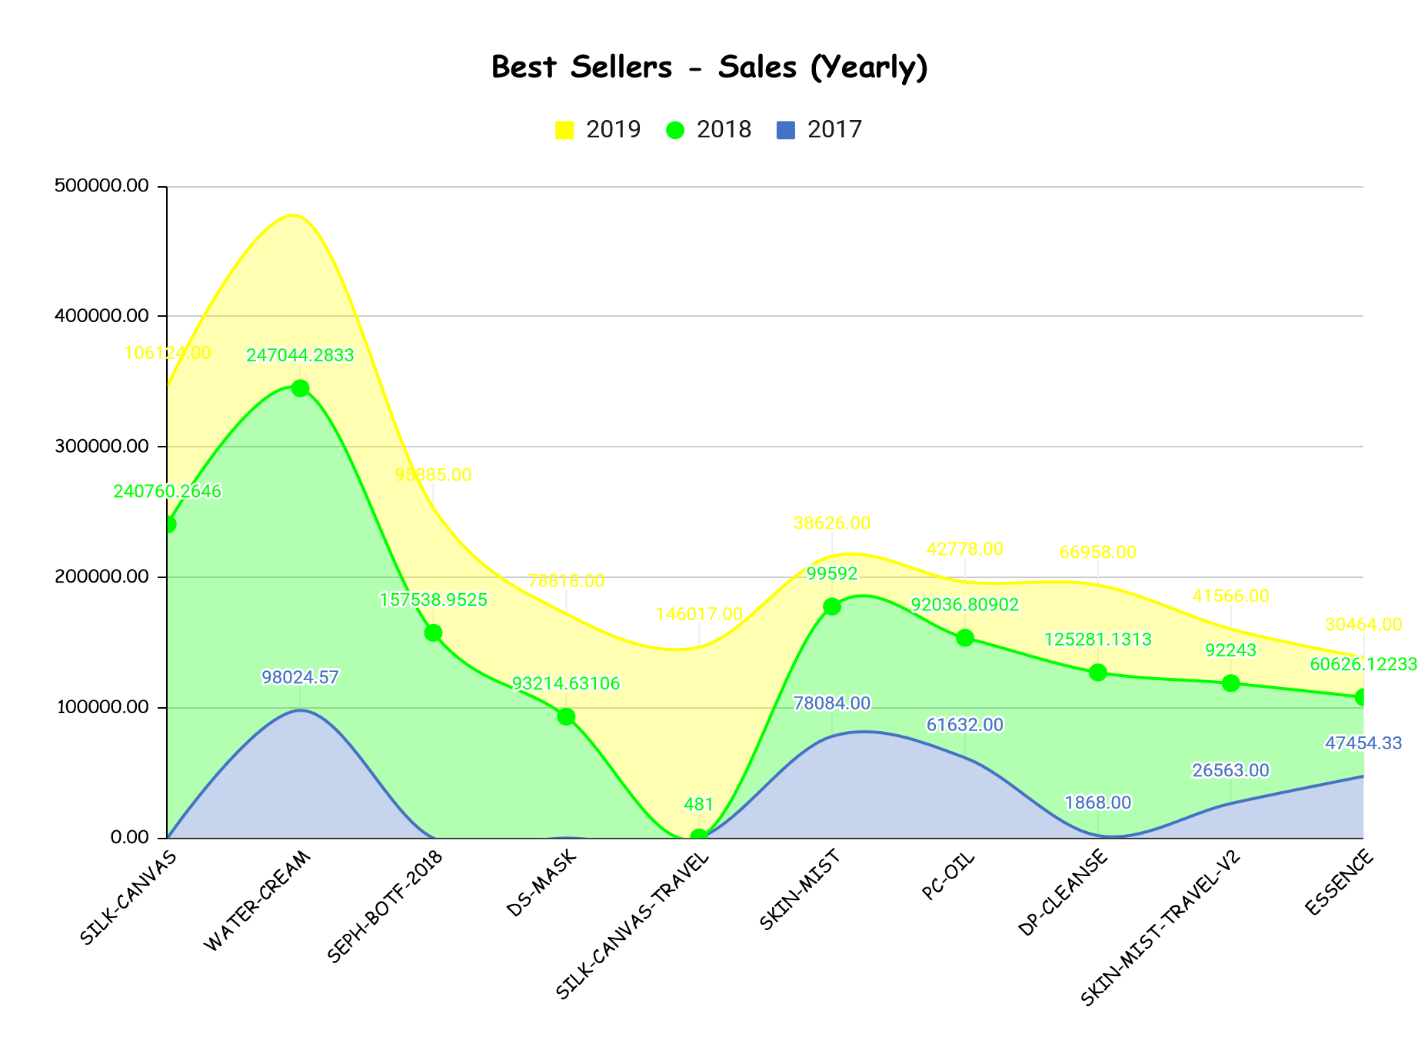 Best Sellers - Sales (Yearly)
2019 2018 2017
500000.00
400000.00
300000.00
200000.00
100000.00
0.00
106124.00
95885.00
78818.00
146017.00
38626.00
42778.00
66958.00
41566.00
30464.00
240760.2646
247044.2833
157538.9525
93214.63106
481
99592
92036.80902
125281.1313
92243
60626.12233
98024.57
78084.00
61632.00
1868.00
26563.00
47454.33
SILK-CANVAS
WATER-CREAM
SEPH-BOTF-2018
DS-MASK
SILK-CANVAS-TRAVEL
SKIN-MIST
PC-OIL
DP-CLEANSE
SKIN-MIST-TRAVEL-V2
ESSENCE